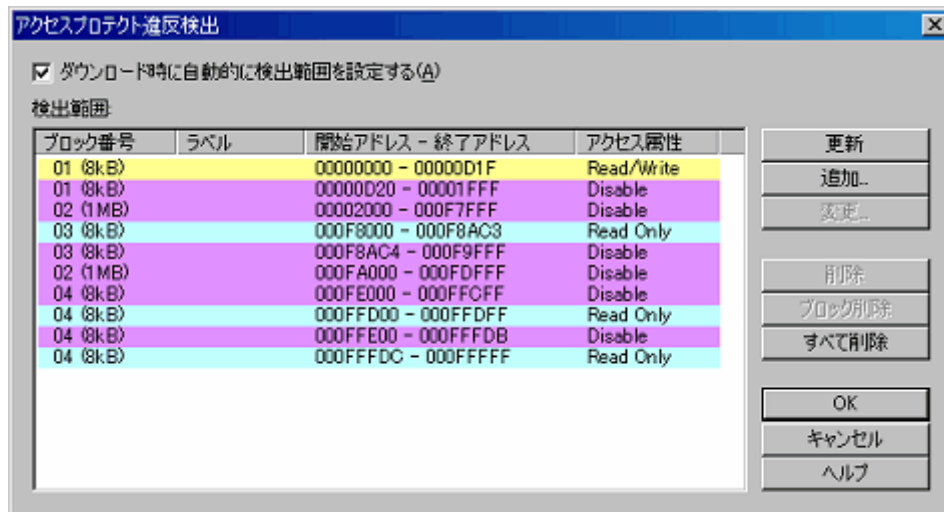 アクセスプロテクト違反検出
ダウンロード時に自動的に検出範囲を設定する(A)
検出範囲:
ブロック番号 ラベル 開始アドレス - 終了アドレス アクセス属性
01 (8kB) 00000000 - 00000D1F Read/Write
01 (8kB) 00000D20 - 00001FFF Disable
02 (1MB) 00002000 - 000F7FFF Disable
03 (8kB) 000F8000 - 000F8AC3 Read Only
03 (8kB) 000F8AC4 - 000F9FFF Disable
02 (1MB) 000FA000 - 000FDFFF Disable
04 (8kB) 000FE000 - 000FFCFF Disable
04 (8kB) 000FFD00 - 000FFDFF Read Only
04 (8kB) 000FFE00 - 000FFFDB Disable
04 (8kB) 000FFFDC - 000FFFFF Read Only
更新
追加...
変更...
削除
ブロック削除
すべて削除
OK
キャンセル
ヘルプ